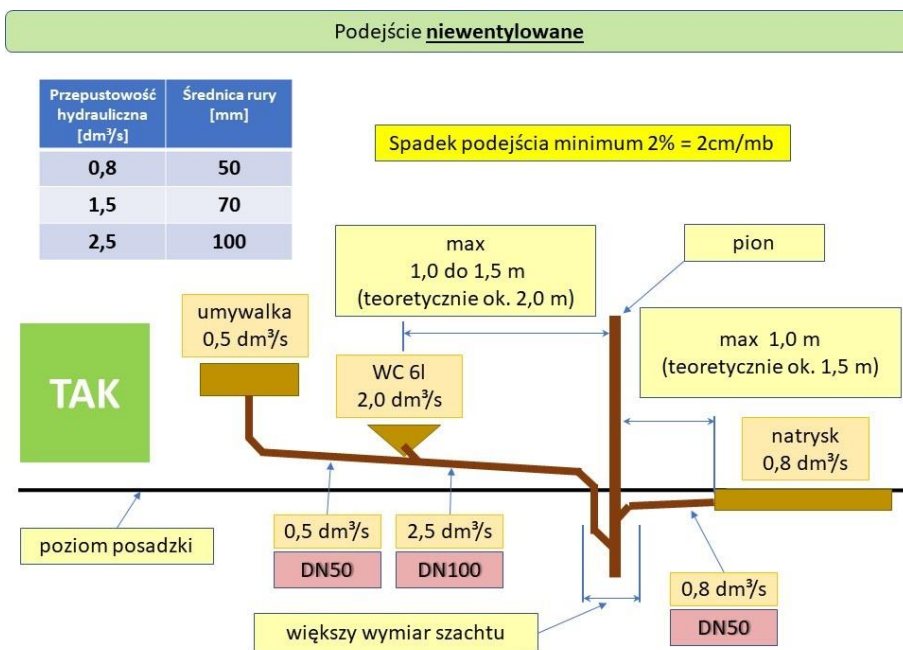 Podejście niewentylowane
Przepustowość
hydrauliczna
[dm³/s]
Średnica rury
[mm]
0,8 50
1,5 70
2,5 100
Spadek podejścia minimum 2% = 2cm/mb
max
1,0 do 1,5 m
(teoretycznie ok. 2,0 m)
pion
umywalka
0,5 dm³/s
max 1,0 m
(teoretycznie ok. 1,5 m)
TAK
WC 6l
2,0 dm³/s
natrysk
0,8 dm³/s
poziom posadzki
0,5 dm³/s
DN50
2,5 dm³/s
DN100
0,8 dm³/s
DN50
większy wymiar szachtu